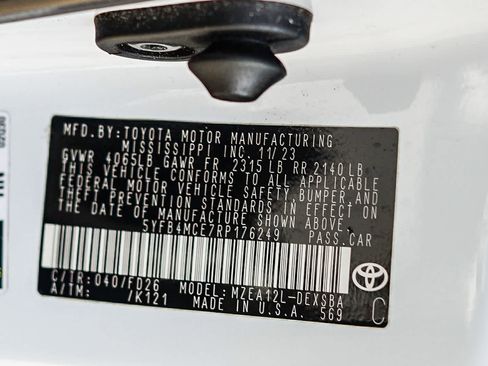 MFD. BY: TOYOTA MOTOR MANUFACTURING
MISSISSIPPI, INC. 11/23
GVWR 4065LB GAWR FR 2315 LB RR 2140 LB
THIS VEHICLE CONFORMS TO ALL APPLICABLE
FEDERAL MOTOR VEHICLE SAFETY, BUMPER, AND
THEFT PREVENTION STANDARDS IN EFFECT ON
THE DATE OF MANUFACTURE SHOWN ABOVE.
5YFB4MCE7RP176249 PASS.CAR
C/TR: 040/FD26 MODEL: MZEA12L-DEXSBA
A/TM: /K121 MADE IN U.S.A. 569
C